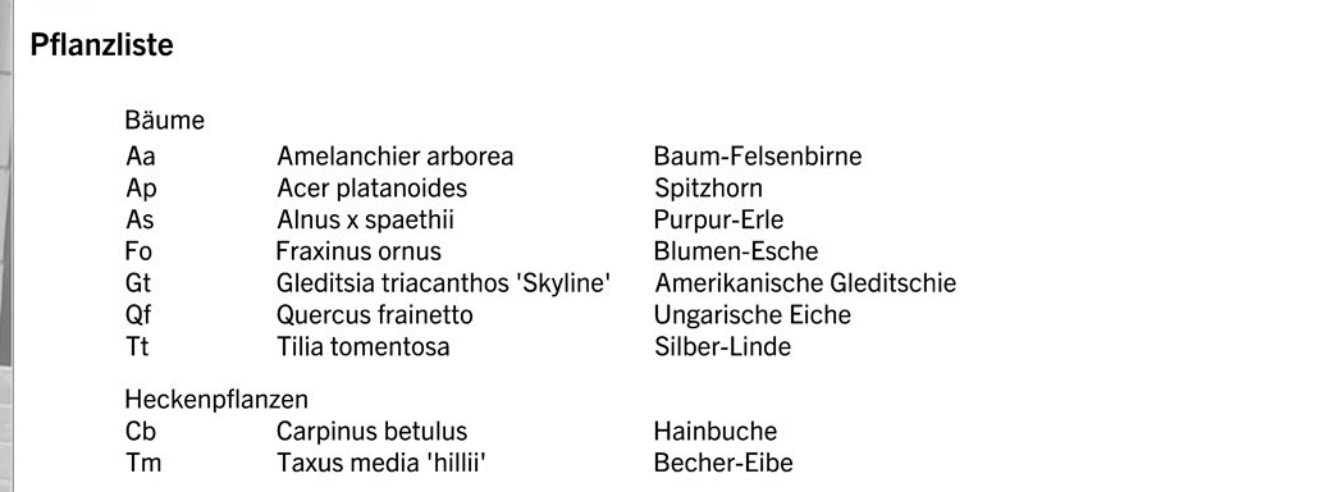 Pflanzliste
Bäume
Aa Amelanchier arborea Baum-Felsenbirne
Ap Acer platanoides Spitzhorn
As Alnus x spaethii Purpur-Erle
Fo Fraxinus ornus Blumen-Esche
Gt Gleditsia triacanthos 'Skyline' Amerikanische Gleditschie
Qf Quercus frainetto Ungarische Eiche
Tt Tilia tomentosa Silber-Linde
Heckenpflanzen
Cb Carpinus betulus Hainbuche
Tm Taxus media 'hillii' Becher-Eibe